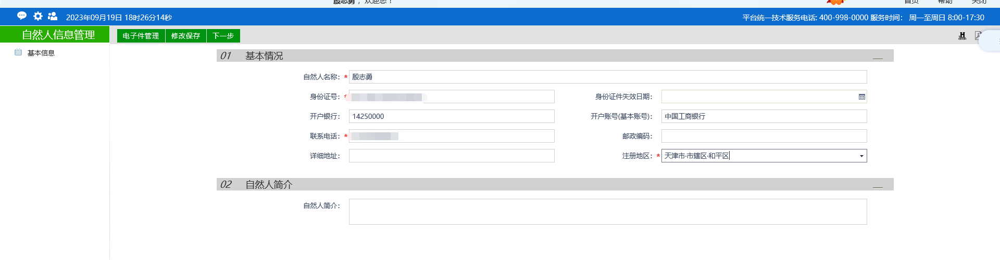 殷志勇，欢迎您！ 首页 帮助 关闭
2023年09月19日 18时26分14秒 平台统一技术服务电话: 400-998-0000 服务时间： 周一至周日 8:00-17:30
自然人信息管理 电子件管理 修改保存 下一步 H HISTORY
基本信息
01 基本情况
自然人名称：* 殷志勇
身份证号：* 身份证件失效日期：
开户银行： 14250000 开户账号(基本账号)： 中国工商银行
联系电话：* 邮政编码：
详细地址： 注册地区：* 天津市·市辖区·和平区
02 自然人简介
自然人简介：